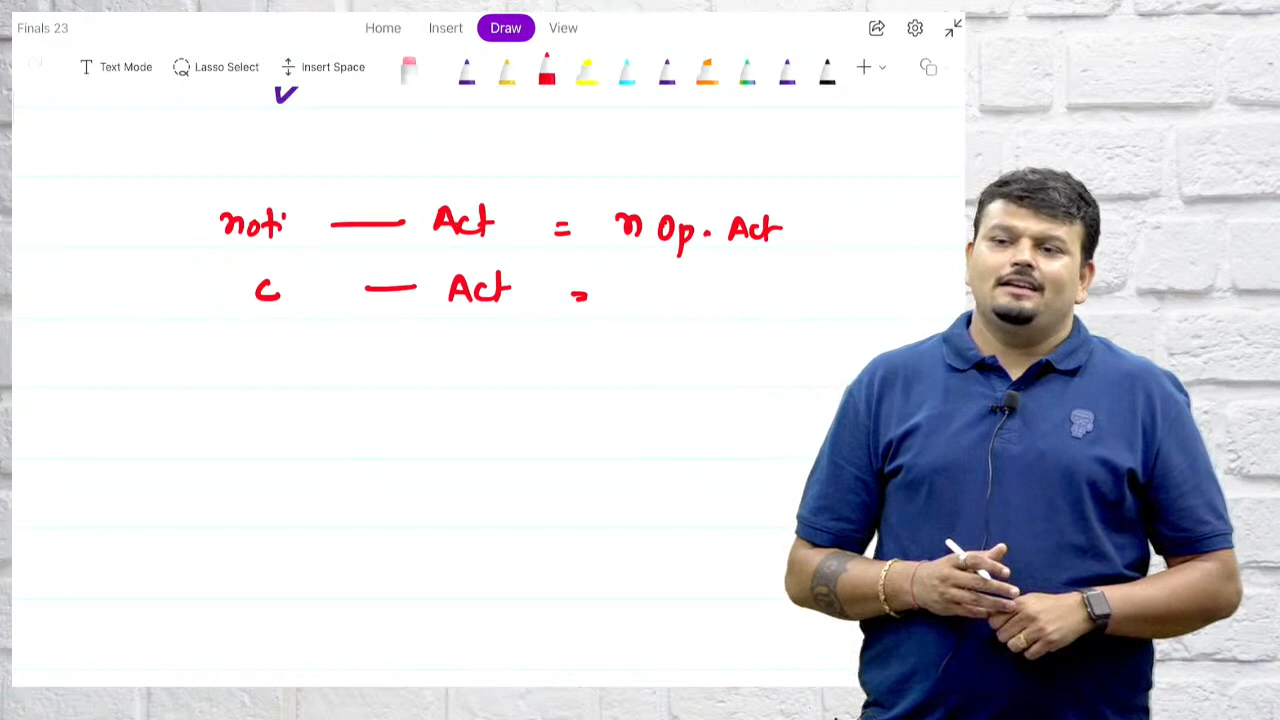 Finals 23
Home Insert Draw View
Text Mode Lasso Select Insert Space
noti — Act = n Op. Act
c — Act =